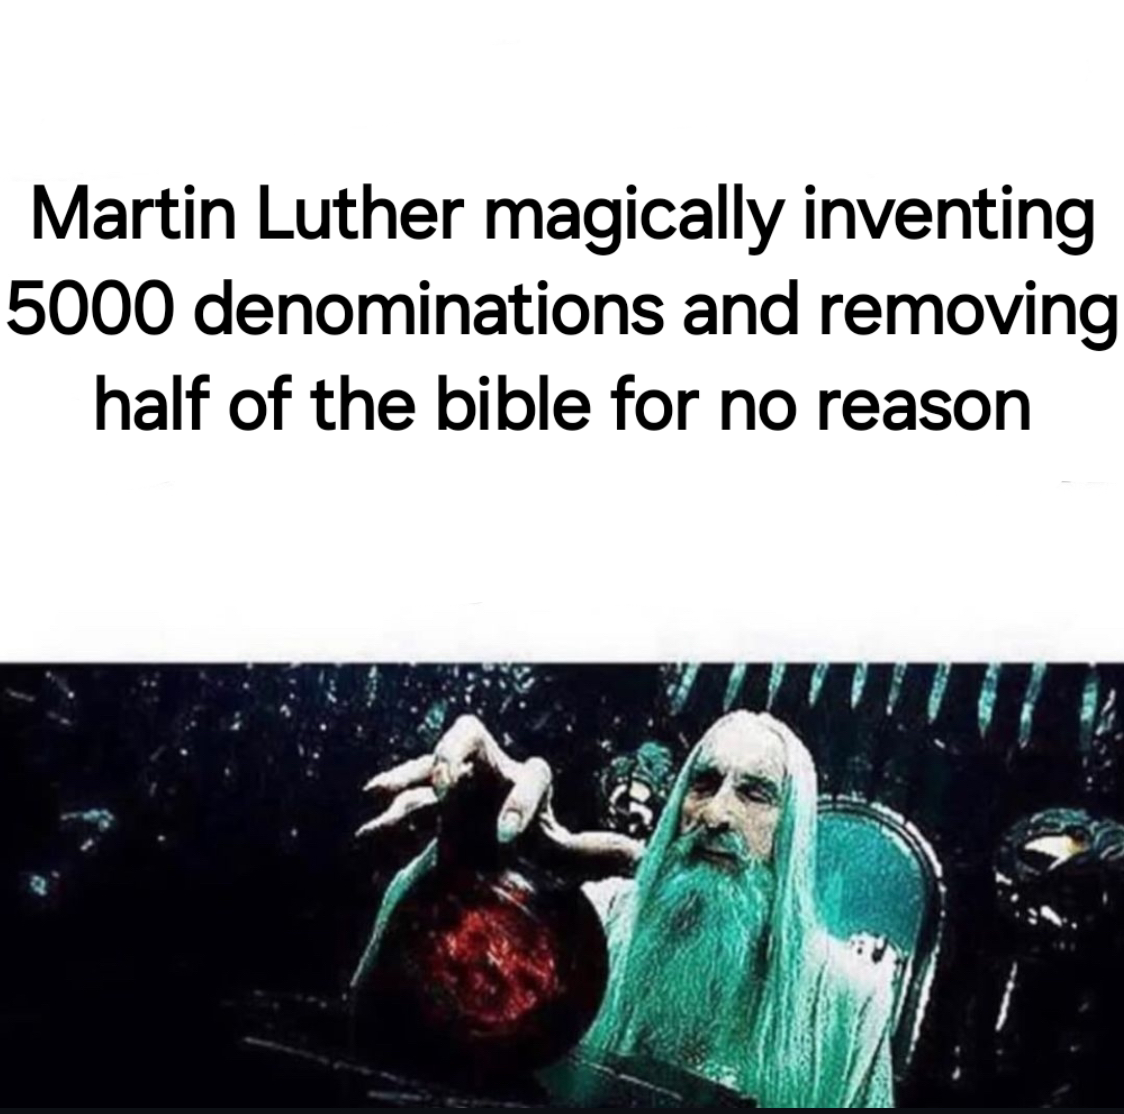 Martin Luther magically inventing
5000 denominations and removing
half of the bible for no reason